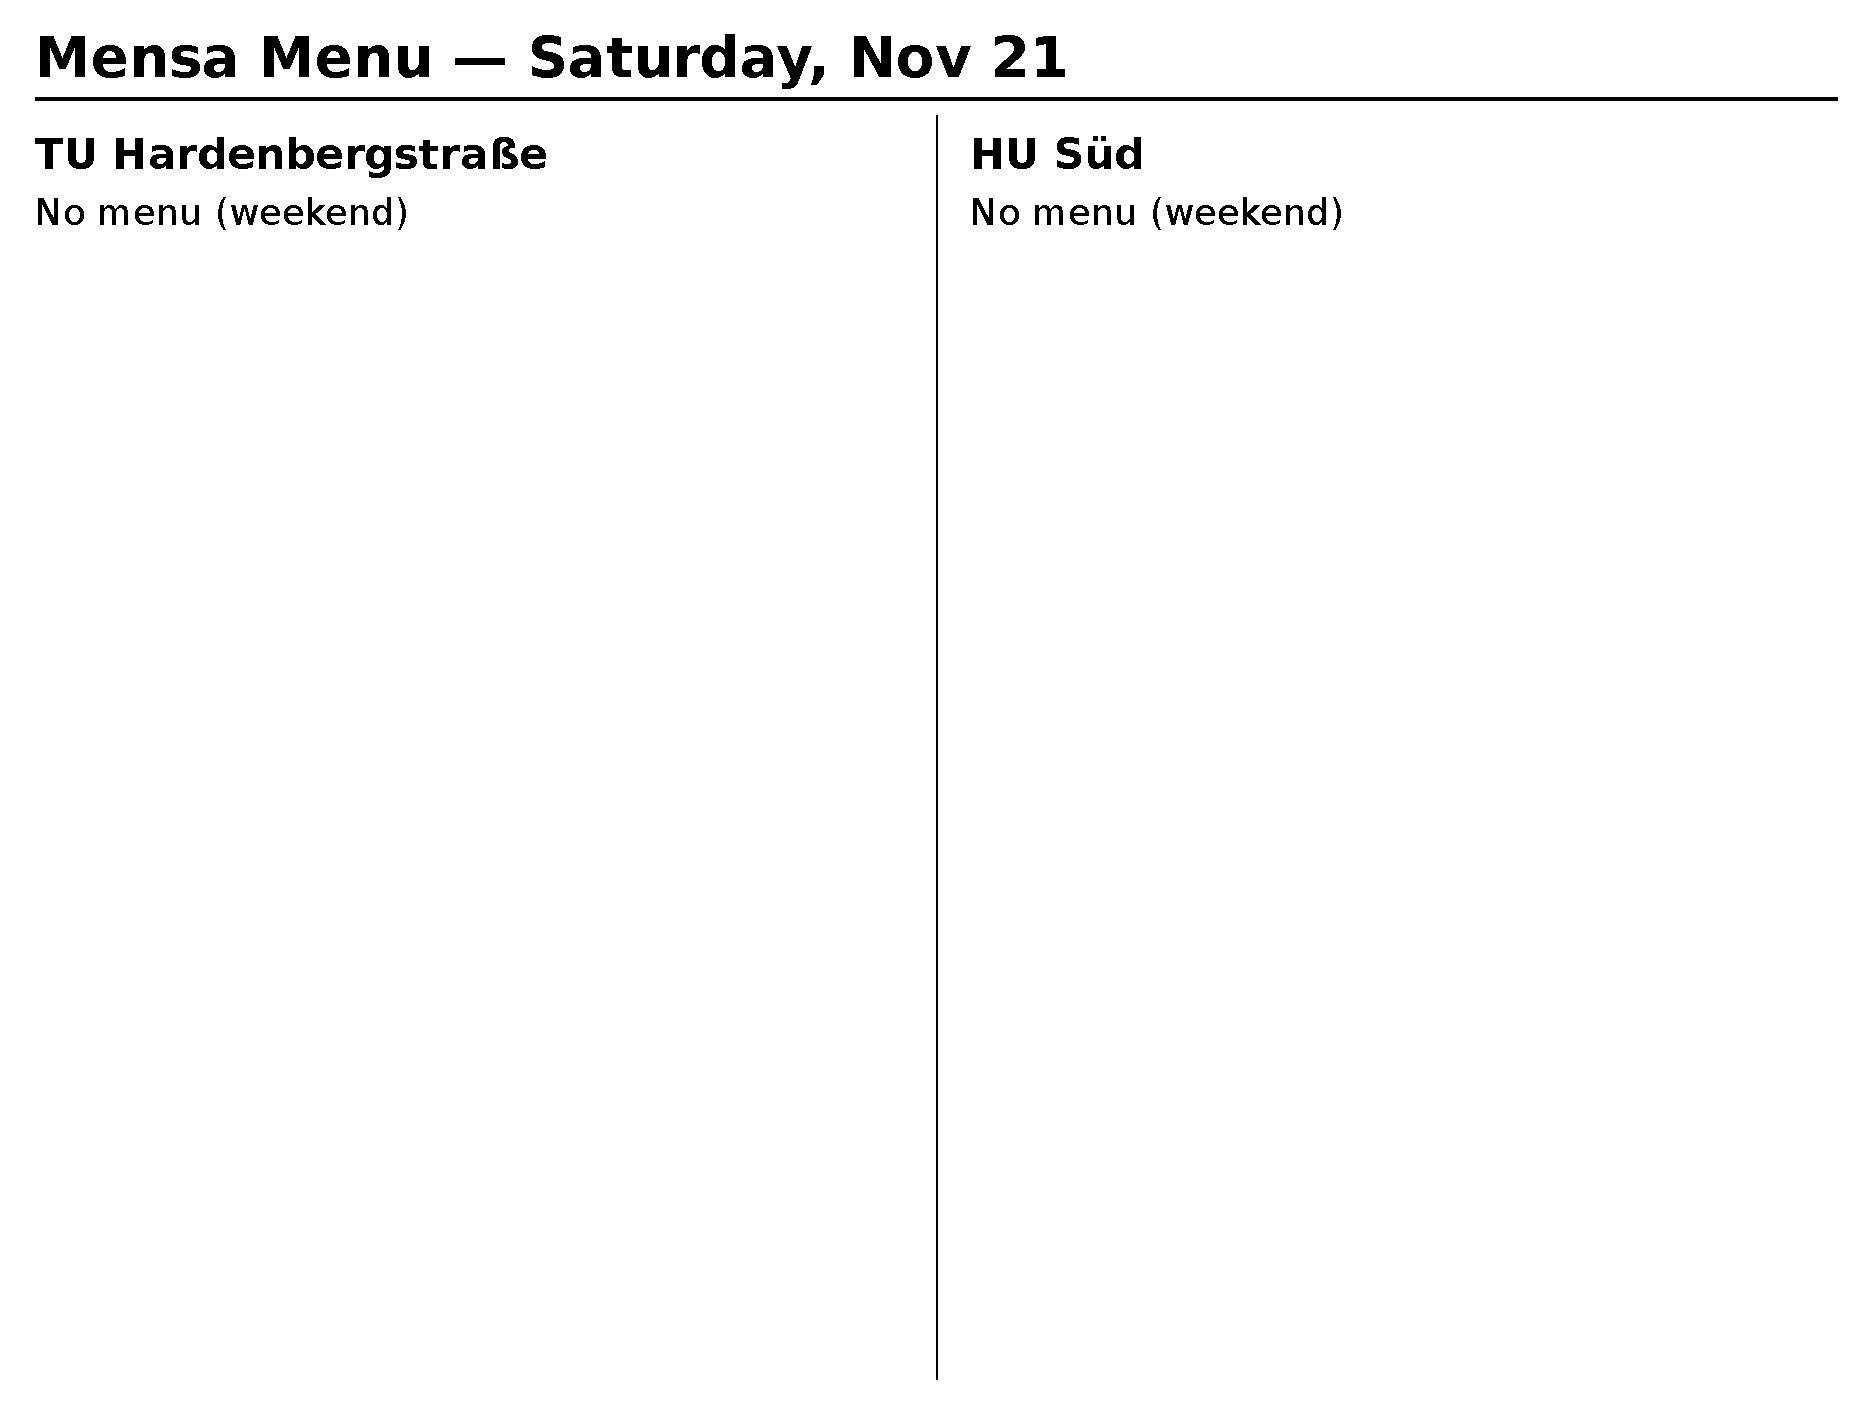 Mensa Menu — Saturday, Nov 21
TU Hardenbergstraße
No menu (weekend)
HU Süd
No menu (weekend)